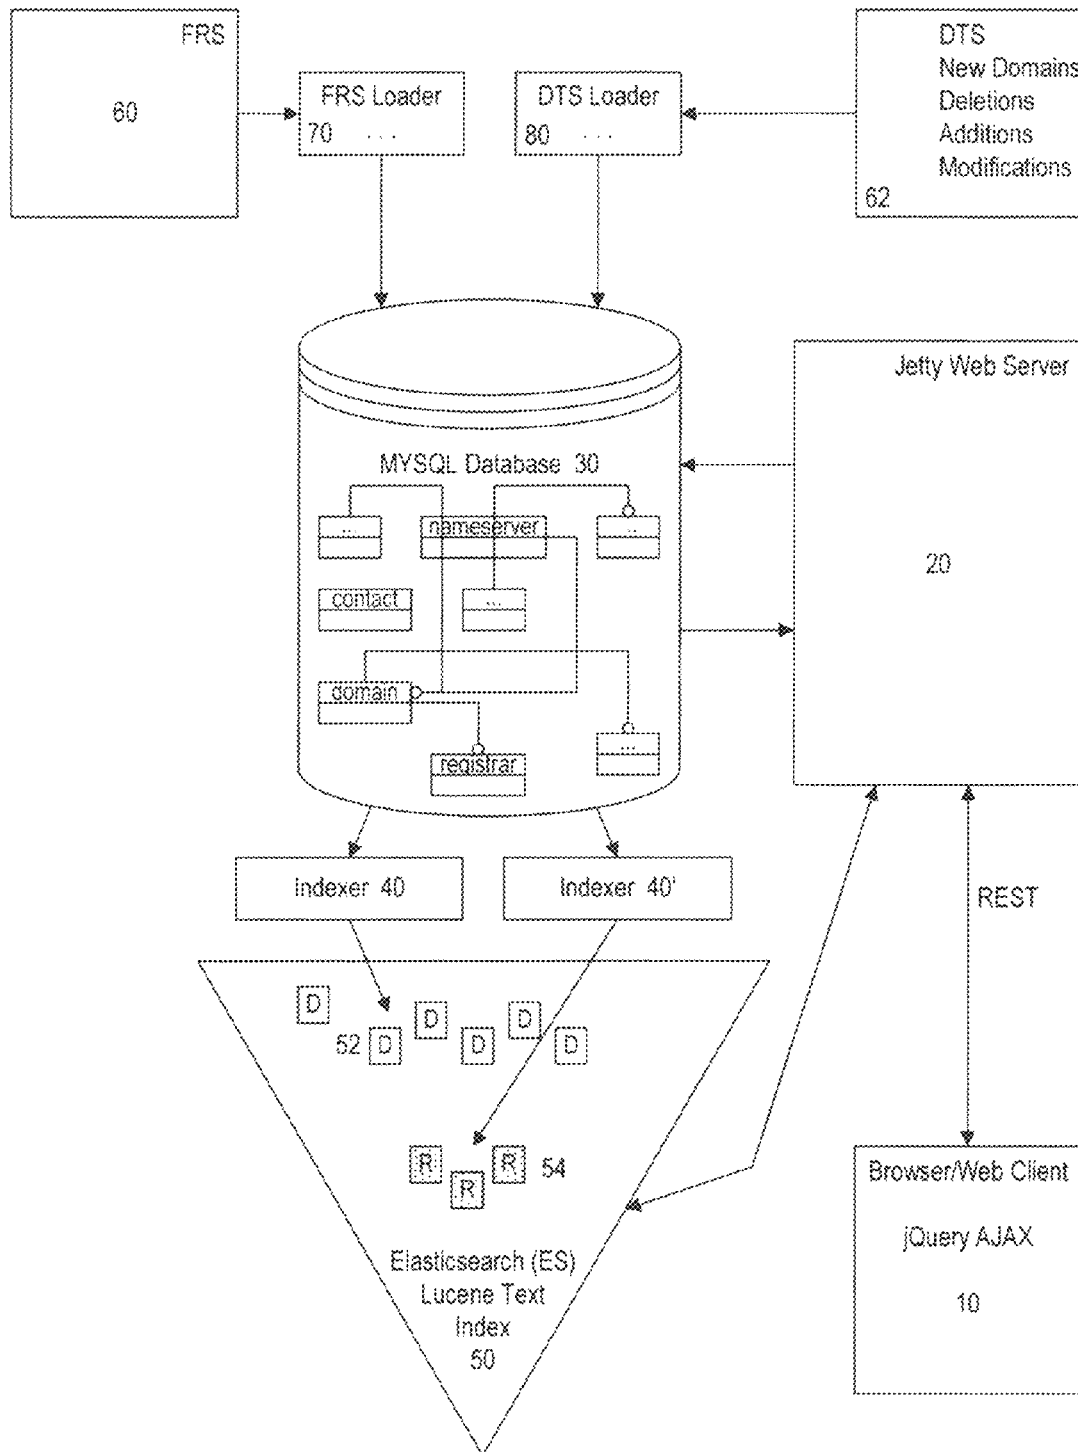 FRS
60
FRS Loader
70 ...
DTS Loader
80 ...
DTS
New Domains
Deletions
Additions
Modifications
62
Jetty Web Server
20
MYSQL Database 30
...
nameserver
...
contact
...
domain
...
registrar
Indexer 40
Indexer 40'
REST
D
D
D
52 D
D
D
R
R
54
R
Elasticsearch (ES)
Lucene Text
Index
50
Browser/Web Client
jQuery AJAX
10